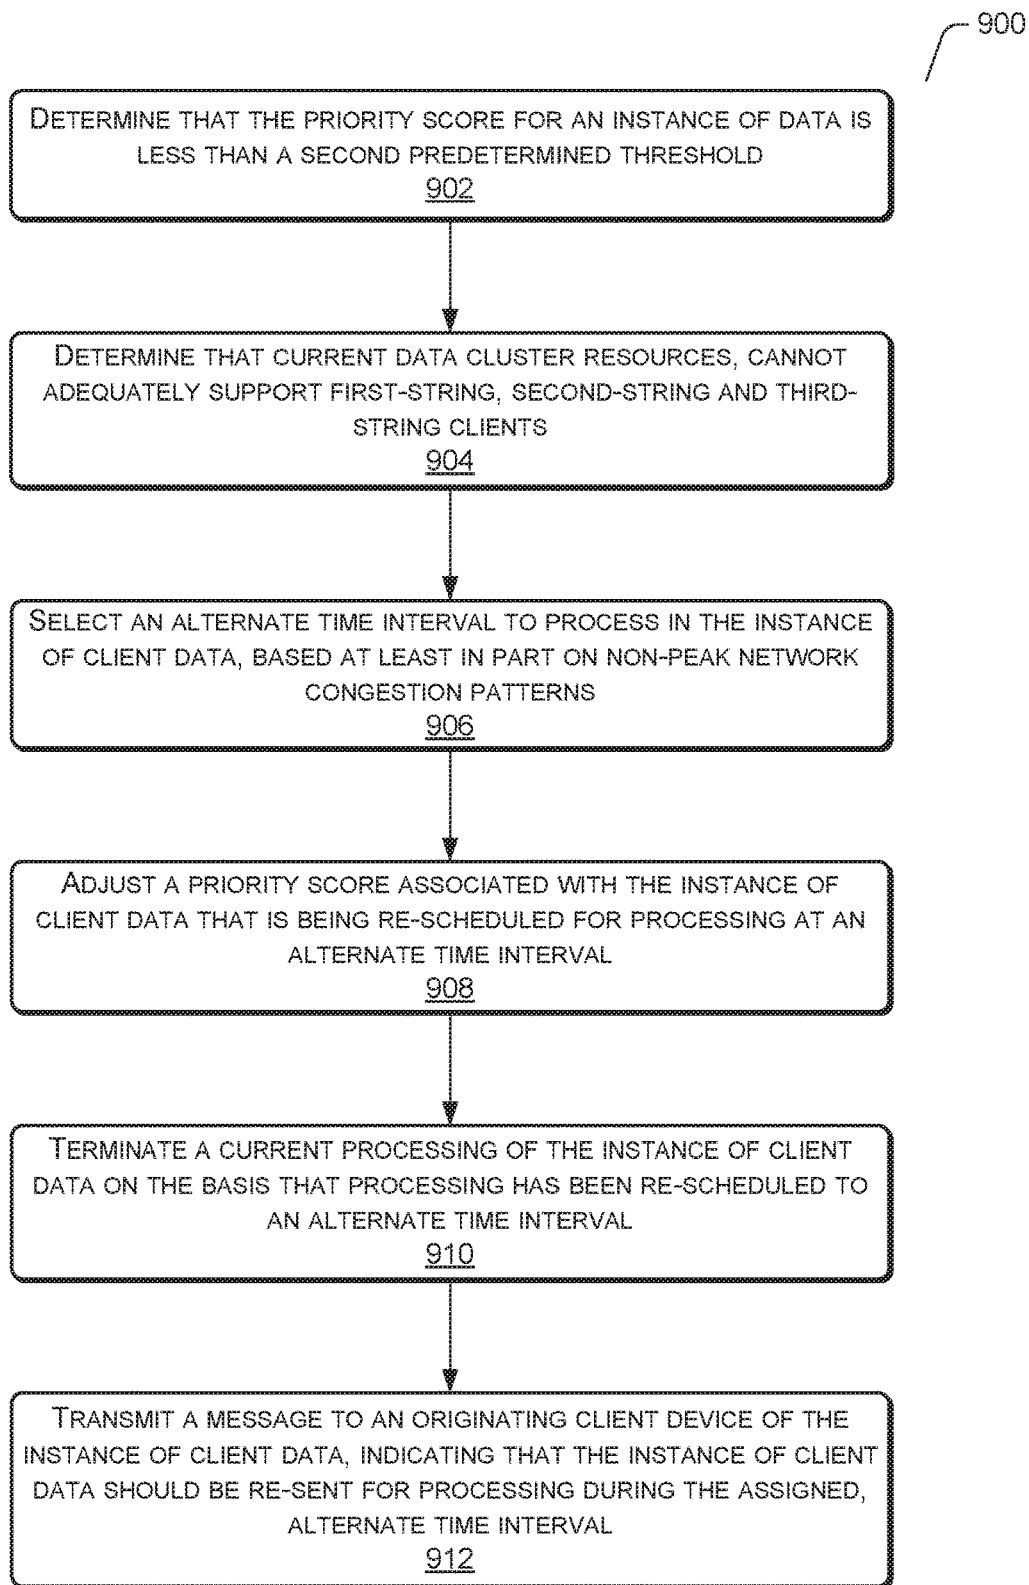 900
DETERMINE THAT THE PRIORITY SCORE FOR AN INSTANCE OF DATA IS
LESS THAN A SECOND PREDETERMINED THRESHOLD
902
DETERMINE THAT CURRENT DATA CLUSTER RESOURCES, CANNOT
ADEQUATELY SUPPORT FIRST-STRING, SECOND-STRING AND THIRD-
STRING CLIENTS
904
SELECT AN ALTERNATE TIME INTERVAL TO PROCESS IN THE INSTANCE
OF CLIENT DATA, BASED AT LEAST IN PART ON NON-PEAK NETWORK
CONGESTION PATTERNS
906
ADJUST A PRIORITY SCORE ASSOCIATED WITH THE INSTANCE OF
CLIENT DATA THAT IS BEING RE-SCHEDULED FOR PROCESSING AT AN
ALTERNATE TIME INTERVAL
908
TERMINATE A CURRENT PROCESSING OF THE INSTANCE OF CLIENT
DATA ON THE BASIS THAT PROCESSING HAS BEEN RE-SCHEDULED TO
AN ALTERNATE TIME INTERVAL
910
TRANSMIT A MESSAGE TO AN ORIGINATING CLIENT DEVICE OF THE
INSTANCE OF CLIENT DATA, INDICATING THAT THE INSTANCE OF CLIENT
DATA SHOULD BE RE-SENT FOR PROCESSING DURING THE ASSIGNED,
ALTERNATE TIME INTERVAL
912